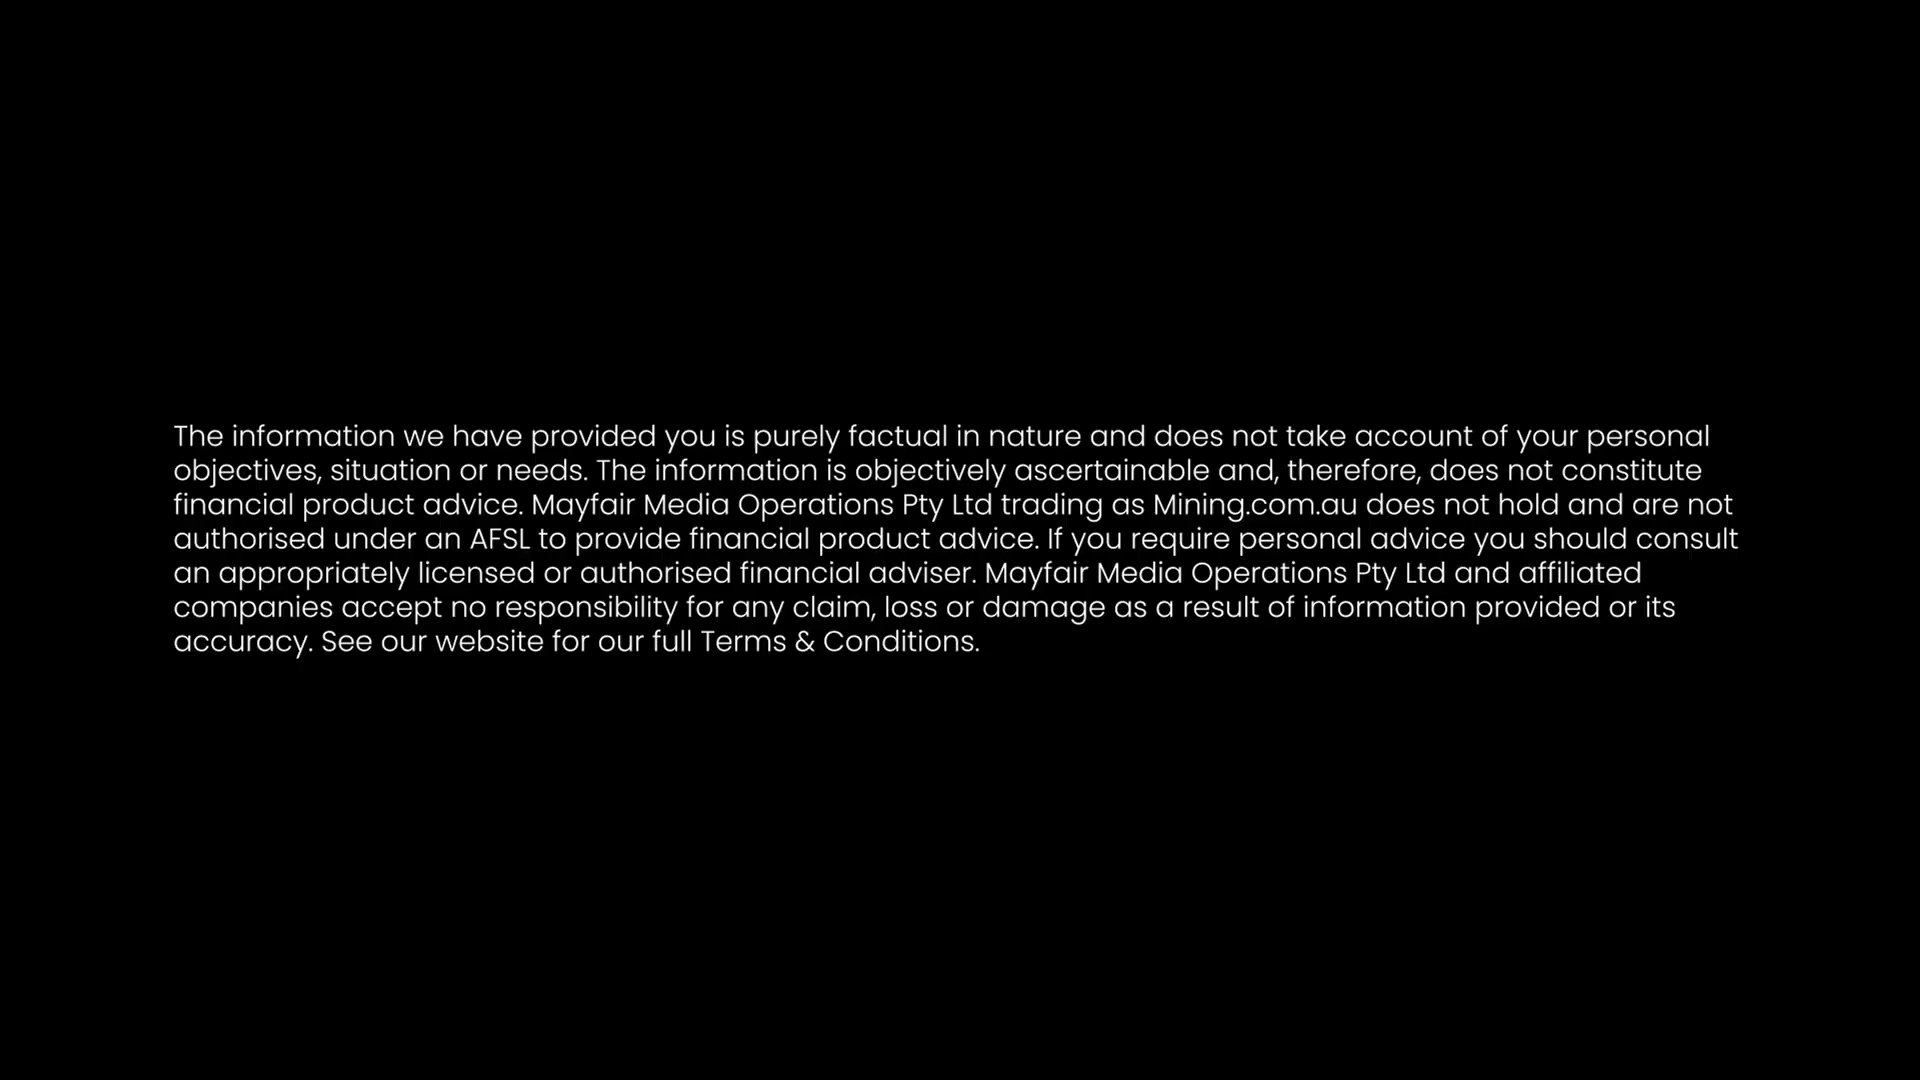 The information we have provided you is purely factual in nature and does not take account of your personal
objectives, situation or needs. The information is objectively ascertainable and, therefore, does not constitute
financial product advice. Mayfair Media Operations Pty Ltd trading as Mining.com.au does not hold and are not
authorised under an AFSL to provide financial product advice. If you require personal advice you should consult
an appropriately licensed or authorised financial adviser. Mayfair Media Operations Pty Ltd and affiliated
companies accept no responsibility for any claim, loss or damage as a result of information provided or its
accuracy. See our website for our full Terms & Conditions.